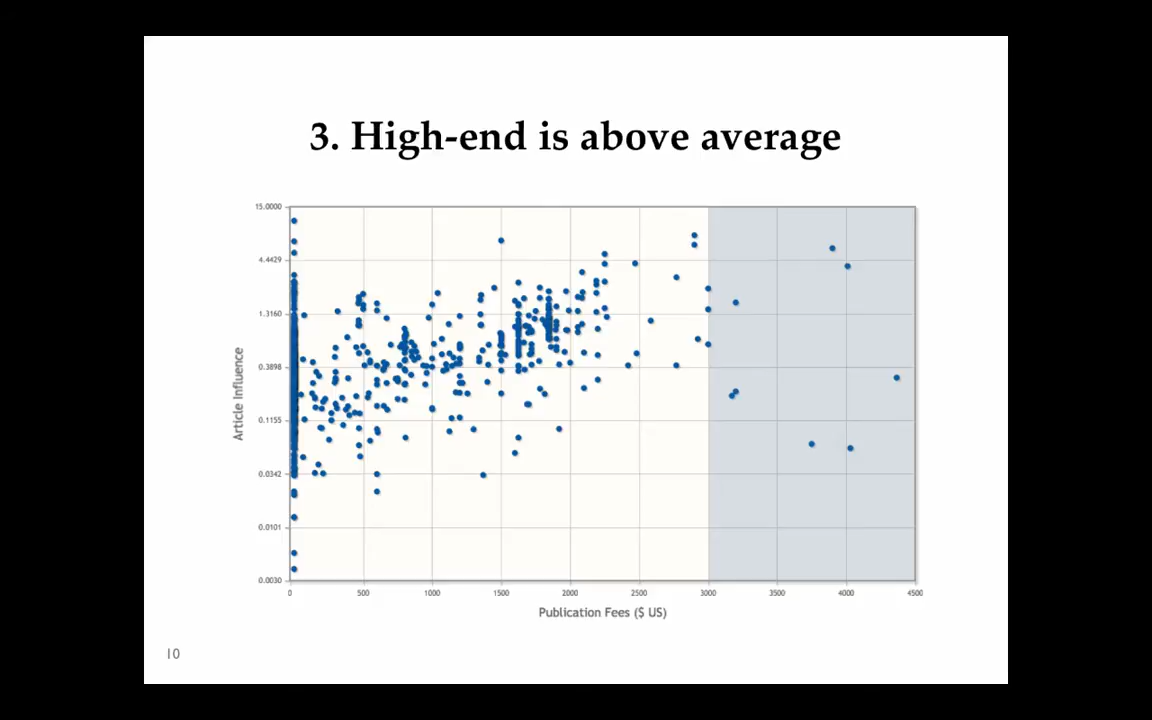 3. High-end is above average
15.0000
4.4429
1.3160
0.3898
0.1155
0.0342
0.0101
0.0030
Article Influence
0 500 1000 1500 2000 2500 3000 3500 4000 4500
Publication Fees ($ US)
10